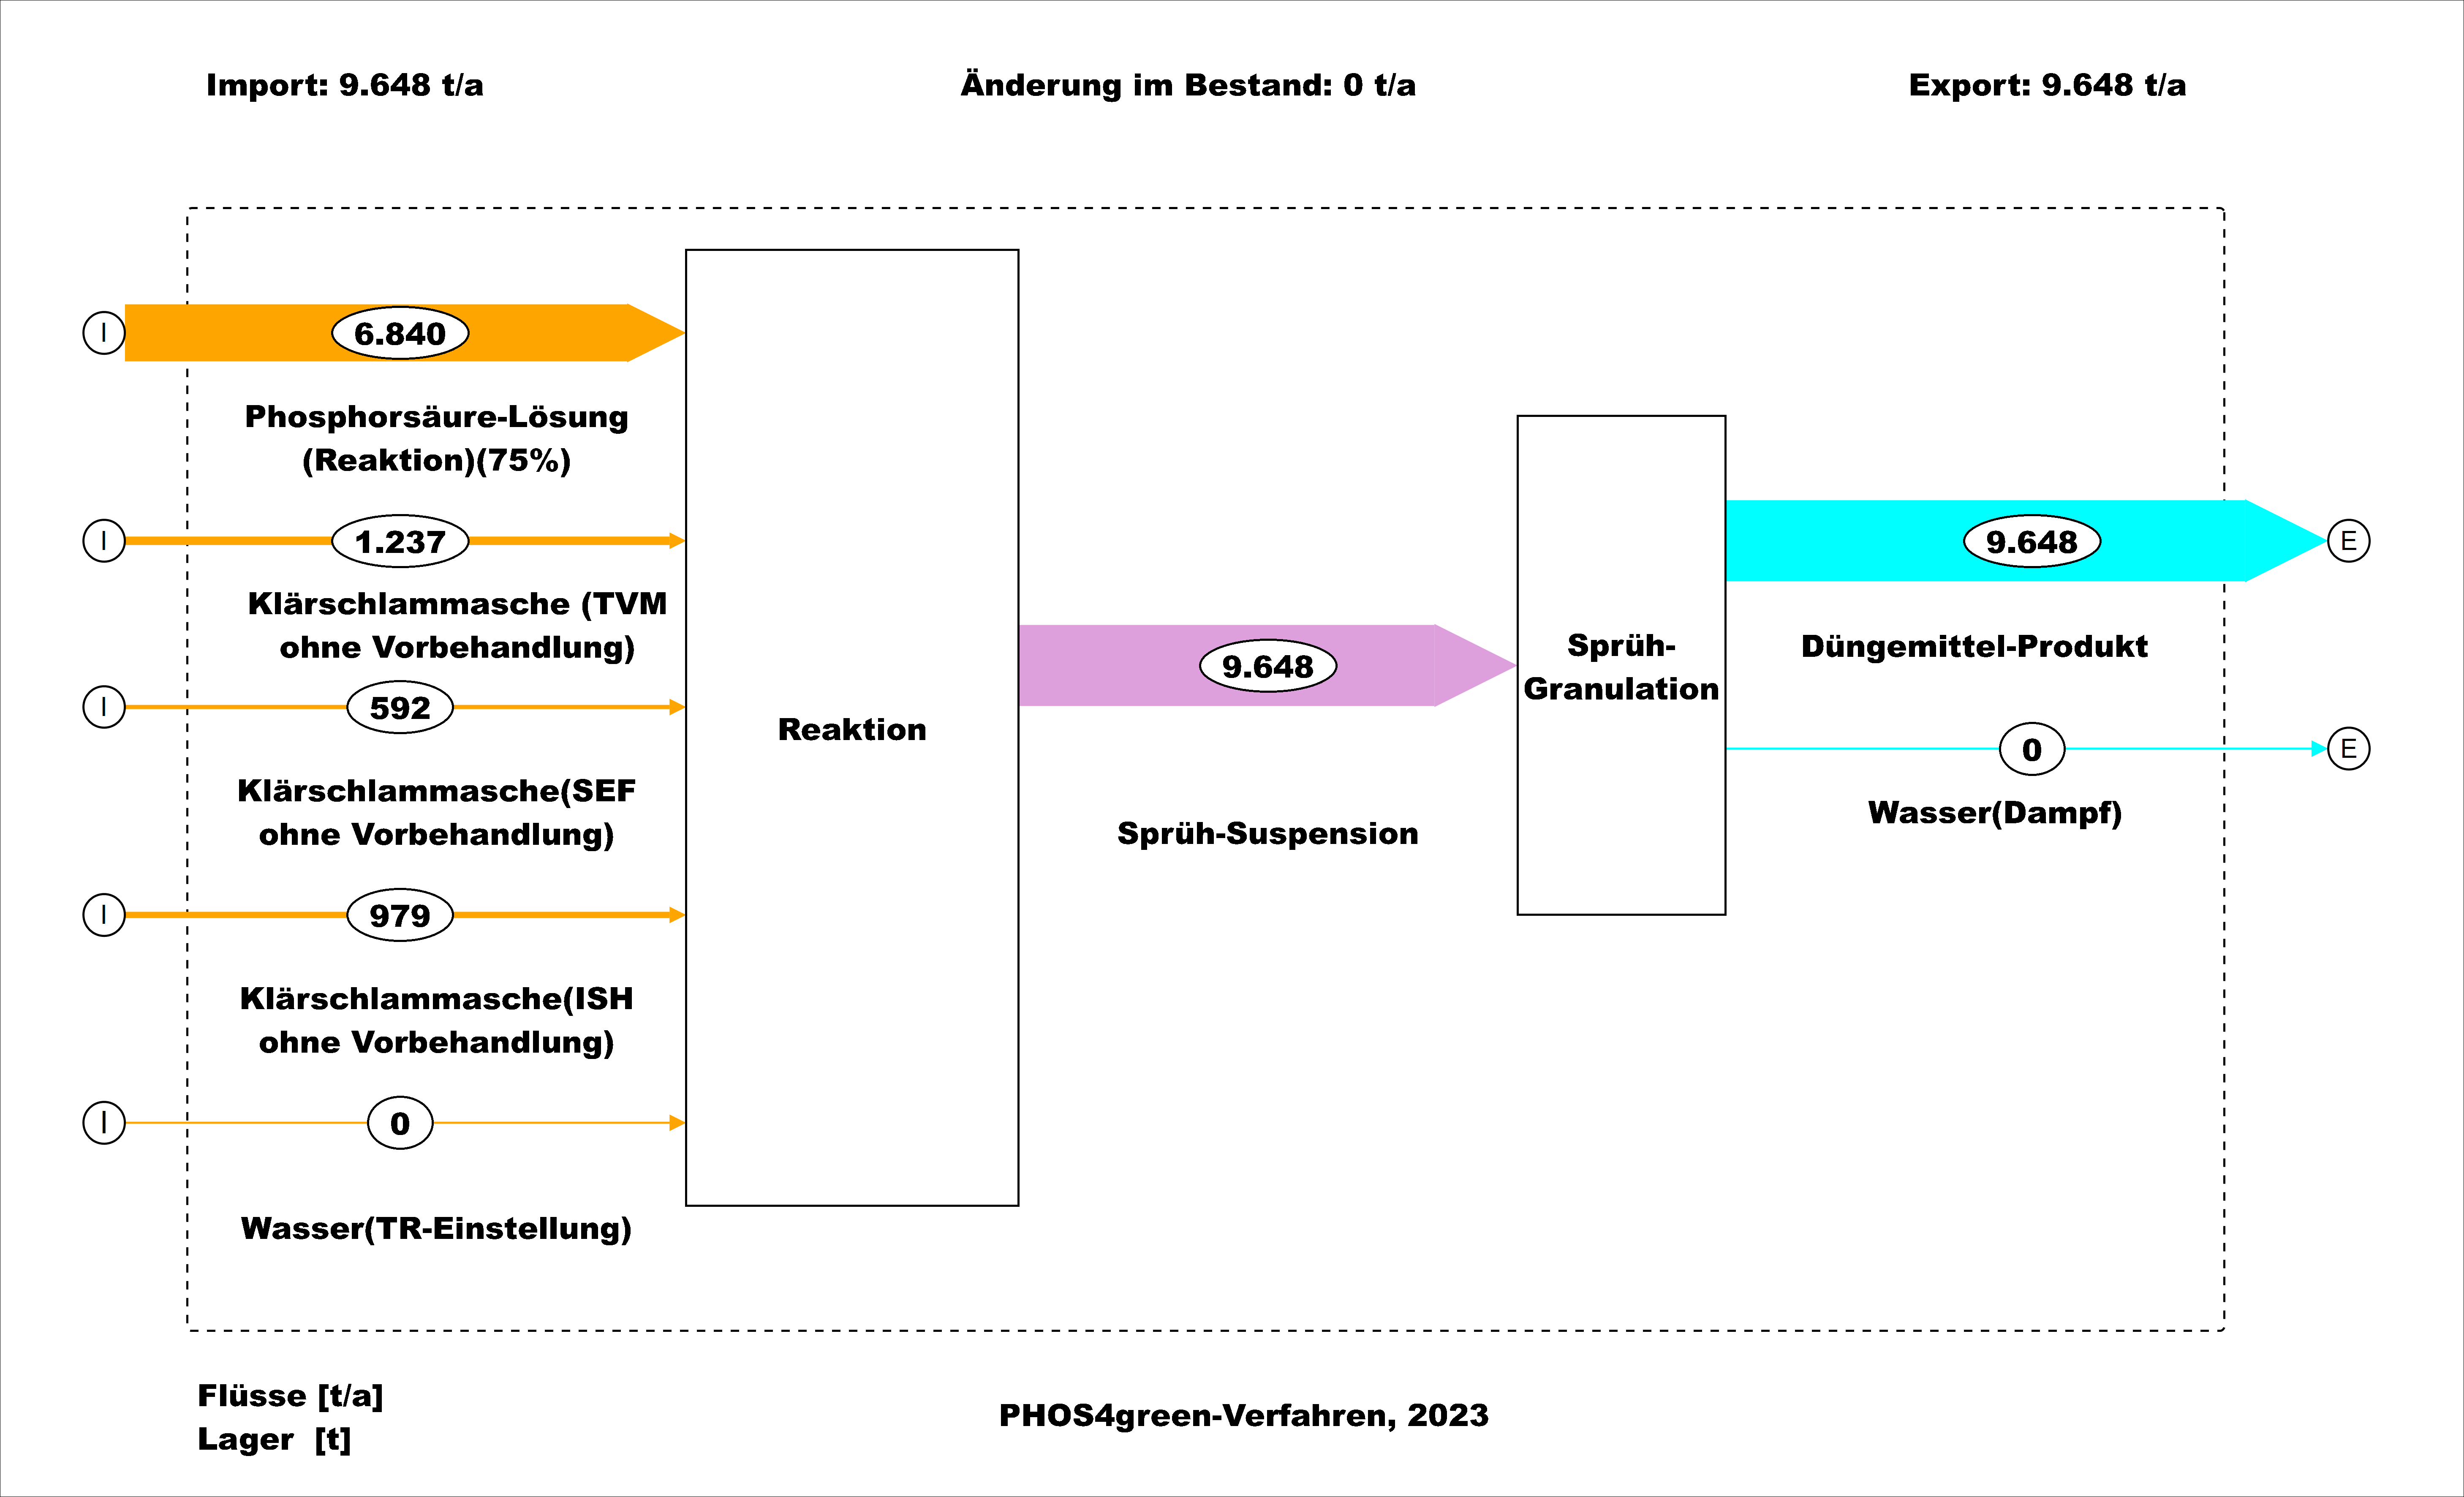 Import: 9.648 t/a
Änderung im Bestand: 0 t/a
Export: 9.648 t/a
I
6.840
Phosphorsäure-Lösung
(Reaktion)(75%)
I
1.237
Klärschlammasche (TVM
ohne Vorbehandlung)
I
592
Klärschlammasche(SEF
ohne Vorbehandlung)
I
979
Klärschlammasche(ISH
ohne Vorbehandlung)
I
0
Wasser(TR-Einstellung)
Reaktion
9.648
Sprüh-Suspension
Sprüh-
Granulation
9.648
E
Düngemittel-Produkt
0
E
Wasser(Dampf)
Flüsse [t/a]
Lager [t]
PHOS4green-Verfahren, 2023